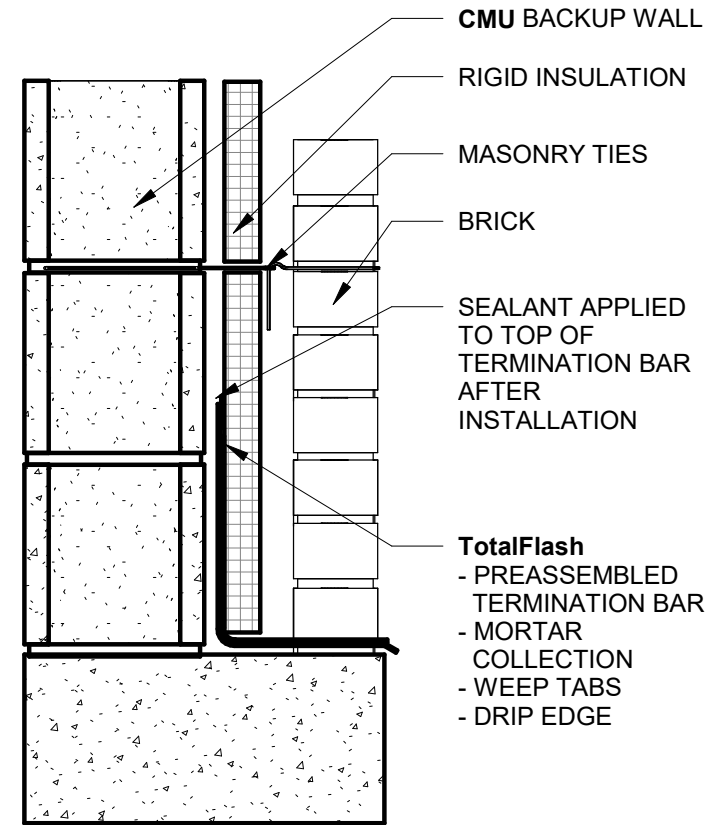 CMU BACKUP WALL
RIGID INSULATION
MASONRY TIES
BRICK
SEALANT APPLIED
TO TOP OF
TERMINATION BAR
AFTER
INSTALLATION
TotalFlash
- PREASSEMBLED
TERMINATION BAR
- MORTAR
COLLECTION
- WEEP TABS
- DRIP EDGE